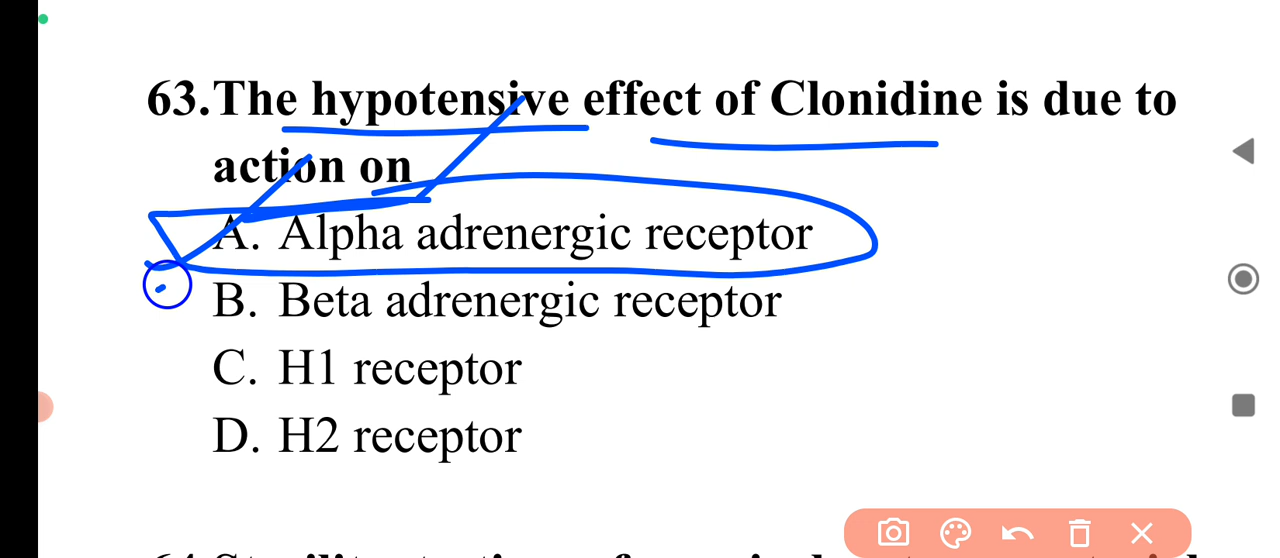 63.The hypotensive effect of Clonidine is due to
action on
A. Alpha adrenergic receptor
B. Beta adrenergic receptor
C. H1 receptor
D. H2 receptor